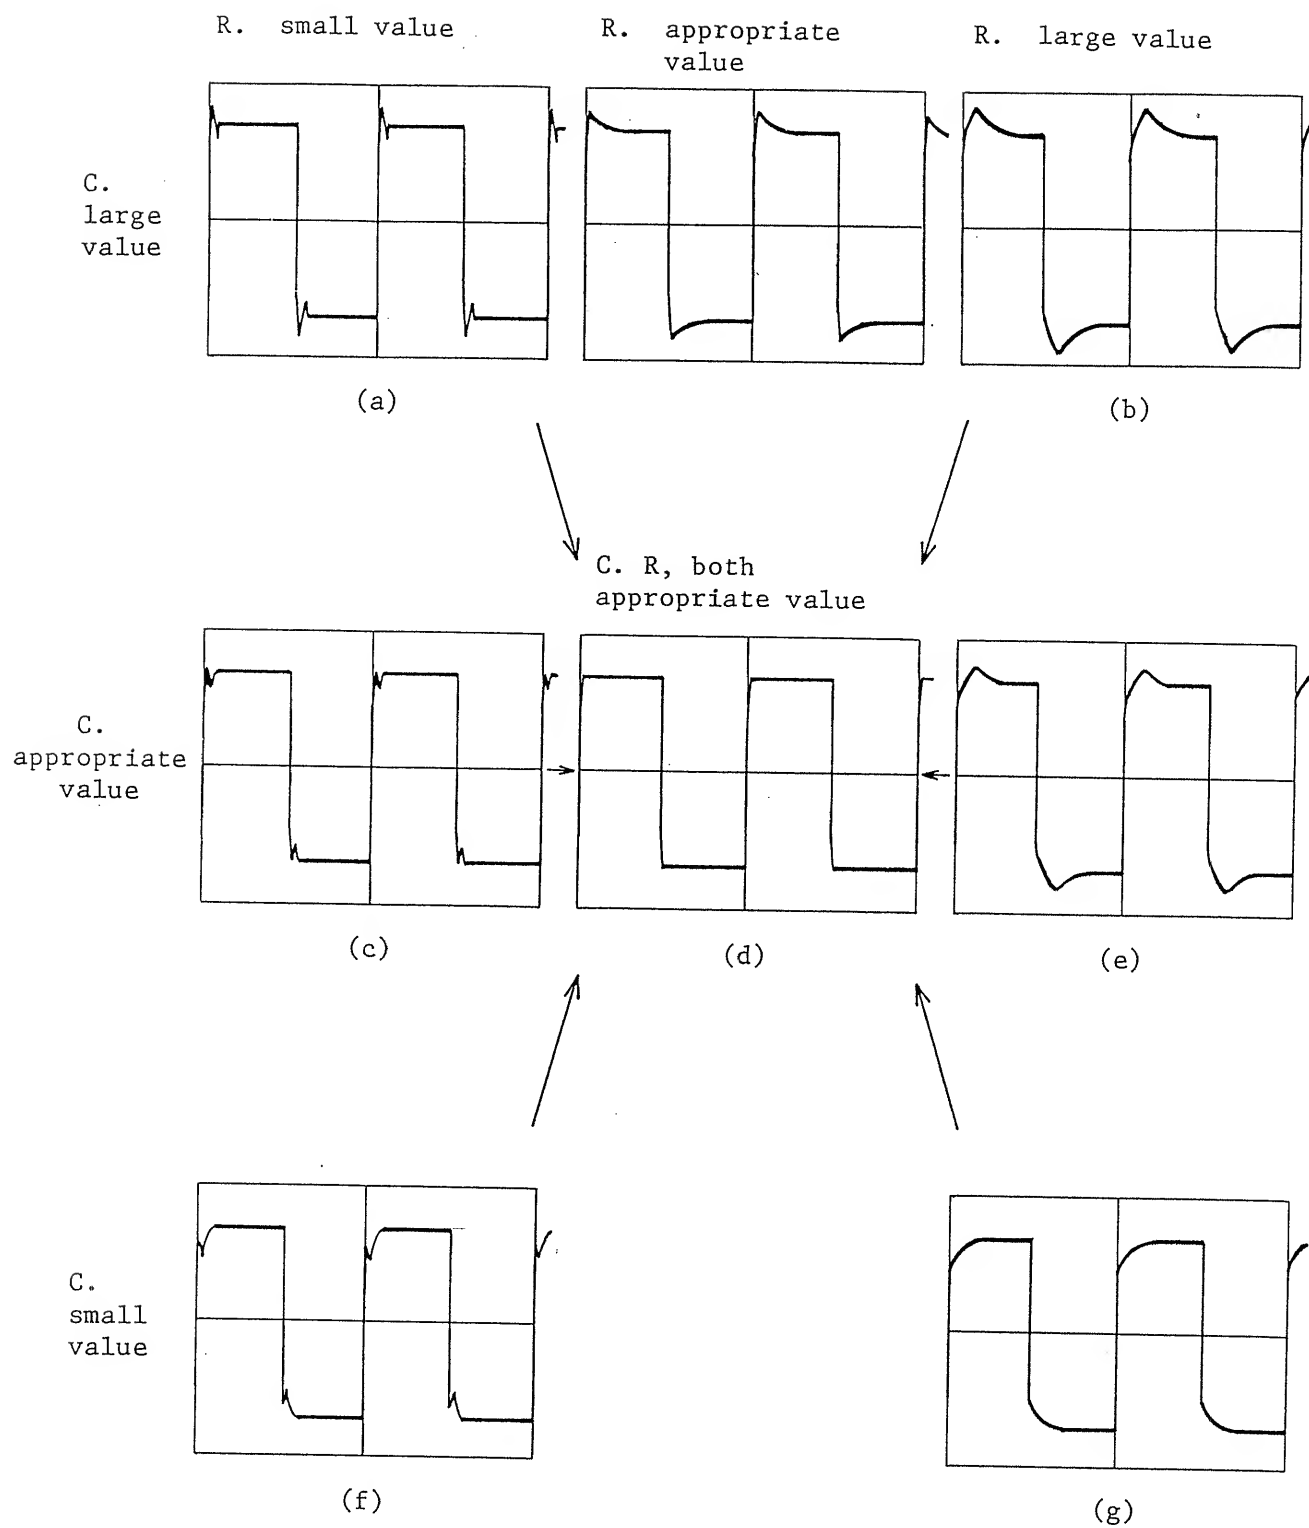 R. small value
R. appropriate
value
R. large value
C.
large
value
(a)
(b)
C. R, both
appropriate value
C.
appropriate
value
(c)
(d)
(e)
C.
small
value
(f)
(g)